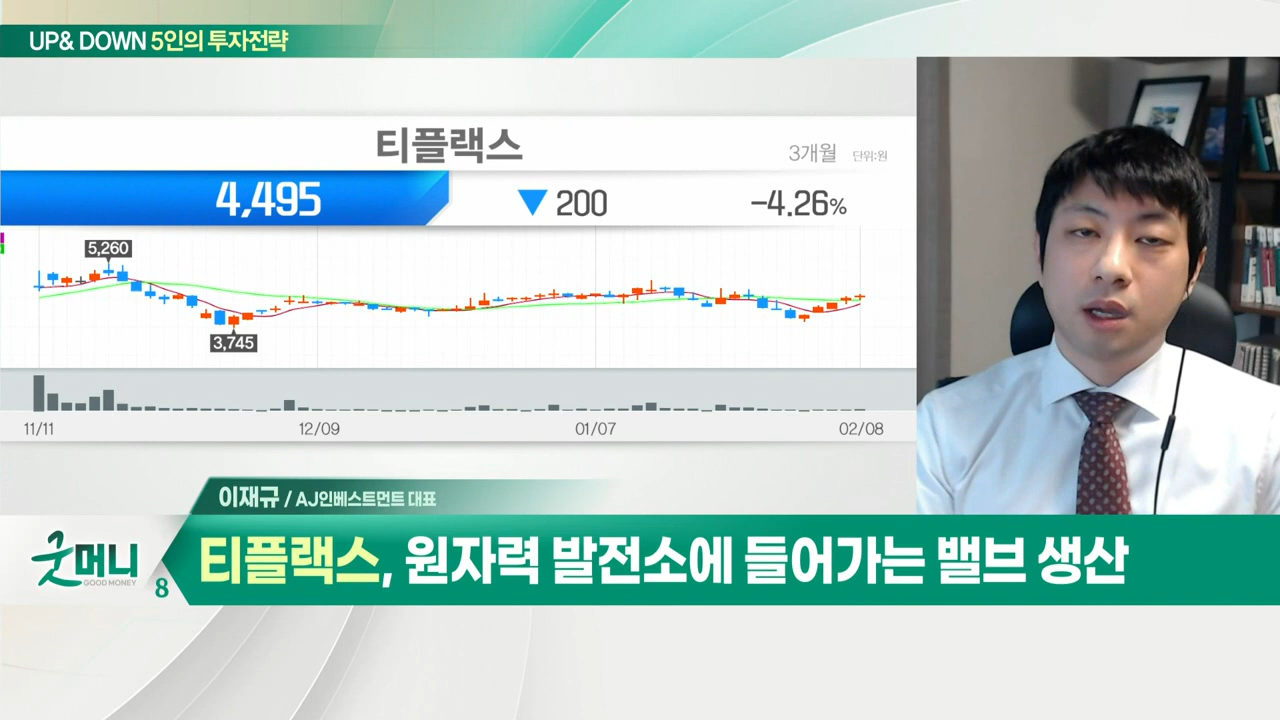 UP& DOWN 5인의 투자전략
티플랙스
3개월 단위:원
4,495 ▼200 -4.26%
5,260
3,745
11/11 12/09 01/07 02/08
이재규 / AJ인베스트먼트 대표
굿머니
GOOD MONEY
8
티플랙스, 원자력 발전소에 들어가는 밸브 생산